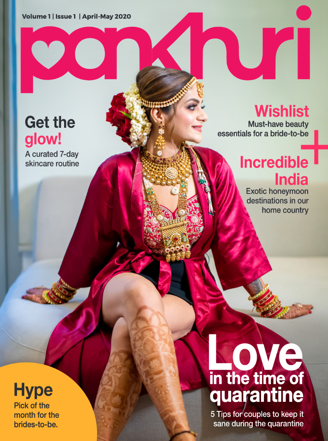 Volume 1 | Issue 1 | April-May 2020
pankhuri
Wishlist
Must-have beauty
essentials for a bride-to-be
+
Incredible
India
Exotic honeymoon
destinations in our
home country
Get the
glow!
A curated 7-day
skincare routine
Love
in the time of
quarantine
5 Tips for couples to keep it
sane during the quarantine
Hype
Pick of the
month for the
brides-to-be.